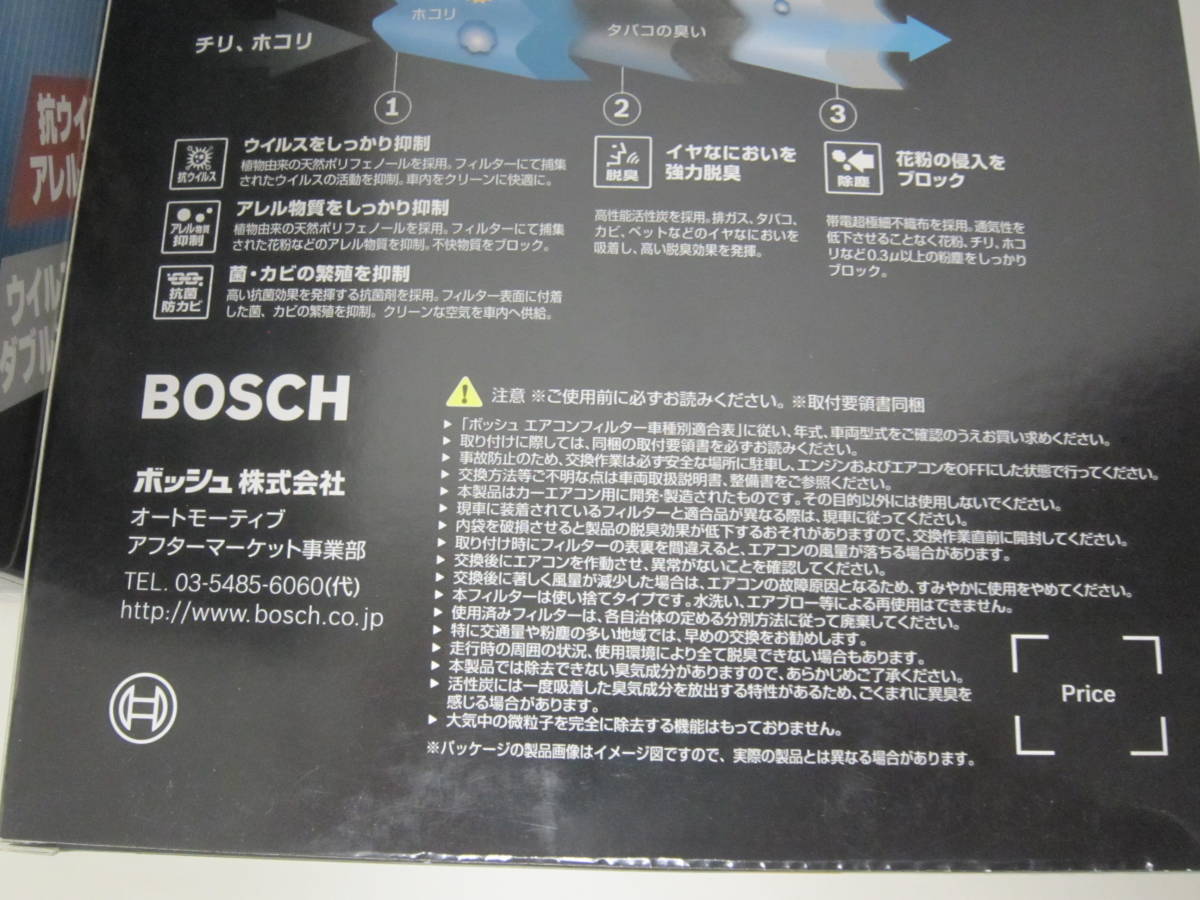 ホコリ
チリ、ホコリ
タバコの臭い
1
2
3
抗ウイルス
ウイルスをしっかり抑制
植物由来の天然ポリフェノールを採用。フィルターにて捕集
されたウイルスの活動を抑制。車内をクリーンに快適に。
アレル物質
抑制
アレル物質をしっかり抑制
植物由来の天然ポリフェノールを採用。フィルターにて捕集
された花粉などのアレル物質を抑制。不快物質をブロック。
抗菌
防カビ
菌・カビの繁殖を抑制
高い抗菌効果を発揮する抗菌剤を採用。フィルター表面に付着
した菌、カビの繁殖を抑制。クリーンな空気を車内へ供給。
脱臭
イヤなにおいを
強力脱臭
高性能活性炭を採用。排ガス、タバコ、
カビ、ペットなどのイヤなにおいを
吸着し、高い脱臭効果を発揮。
除塵
花粉の侵入を
ブロック
帯電超極細不織布を採用。通気性を
低下させることなく花粉、チリ、ホコ
リなど0.3μ以上の粉塵をしっかり
ブロック。
抗ウイ
アレル
ウイル
ダブル
BOSCH
ボッシュ株式会社
オートモーティブ
アフターマーケット事業部
TEL. 03-5485-6060(代)
http://www.bosch.co.jp
注意 ※ご使用前に必ずお読みください。※取付要領書同梱
▶「ボッシュ エアコンフィルター車種別適合表」に従い、年式、車両型式をご確認のうえお買い求めください。
▶取り付けに際しては、同梱の取付要領書を必ずお読みください。
▶事故防止のため、交換作業は必ず安全な場所に駐車し、エンジンおよびエアコンをOFFにした状態で行ってください。
▶交換方法等ご不明な点は車両取扱説明書、整備書をご参照ください。
▶本製品はカーエアコン用に開発・製造されたものです。その目的以外には使用しないでください。
▶現車に装着されているフィルターと適合品が異なる際は、現車に従ってください。
▶内袋を破損させると製品の脱臭効果が低下するおそれがありますので、交換作業直前に開封してください。
▶取り付け時にフィルターの表裏を間違えると、エアコンの風量が落ちる場合があります。
▶交換後にエアコンを作動させ、異常がないことを確認してください。
▶交換後に著しく風量が減少した場合は、エアコンの故障原因となるため、すみやかに使用をやめてください。
▶本フィルターは使い捨てタイプです。水洗い、エアブロー等による再使用はできません。
▶使用済みフィルターは、各自治体の定める分別方法に従って廃棄してください。
▶特に交通量や粉塵の多い地域では、早めの交換をお勧めします。
▶走行時の周囲の状況、使用環境により全て脱臭できない場合もあります。
▶本製品では除去できない臭気成分がありますので、あらかじめご了承ください。
▶活性炭には一度吸着した臭気成分を放出する特性があるため、ごくまれに異臭を
感じる場合があります。
▶大気中の微粒子を完全に除去する機能はもっておりません。
※パッケージの製品画像はイメージ図ですので、実際の製品とは異なる場合があります。
Price